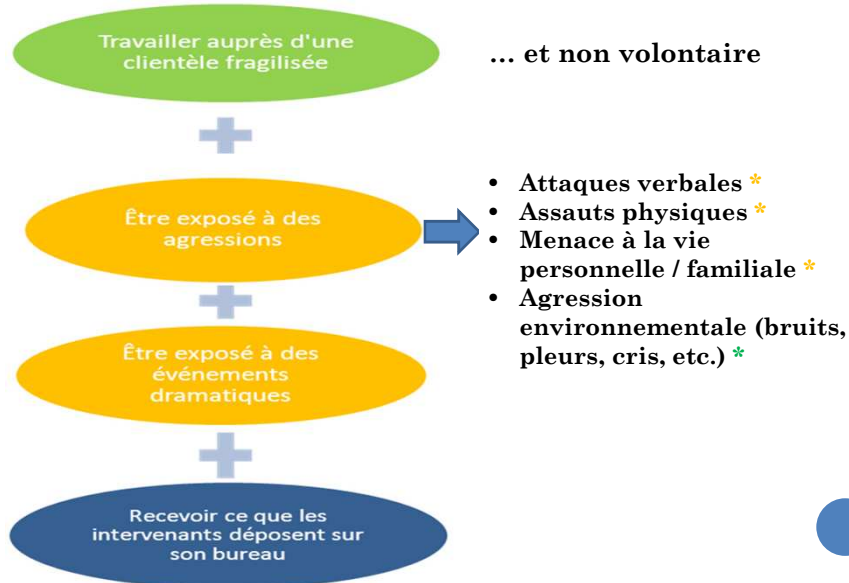 Travailler auprès d'une
clientèle fragilisée
... et non volontaire
Être exposé à des
agressions
• Attaques verbales *
• Assauts physiques *
• Menace à la vie
personnelle / familiale *
• Agression
environnementale (bruits,
pleurs, cris, etc.) *
Être exposé à des
événements
dramatiques
Recevoir ce que les
intervenants déposent sur
son bureau